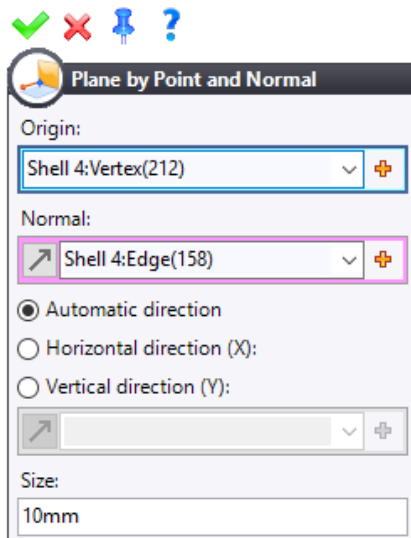 Plane by Point and Normal
Origin:
Shell 4:Vertex(212)
Normal:
Shell 4:Edge(158)
Automatic direction
Horizontal direction (X):
Vertical direction (Y):
Size:
10mm